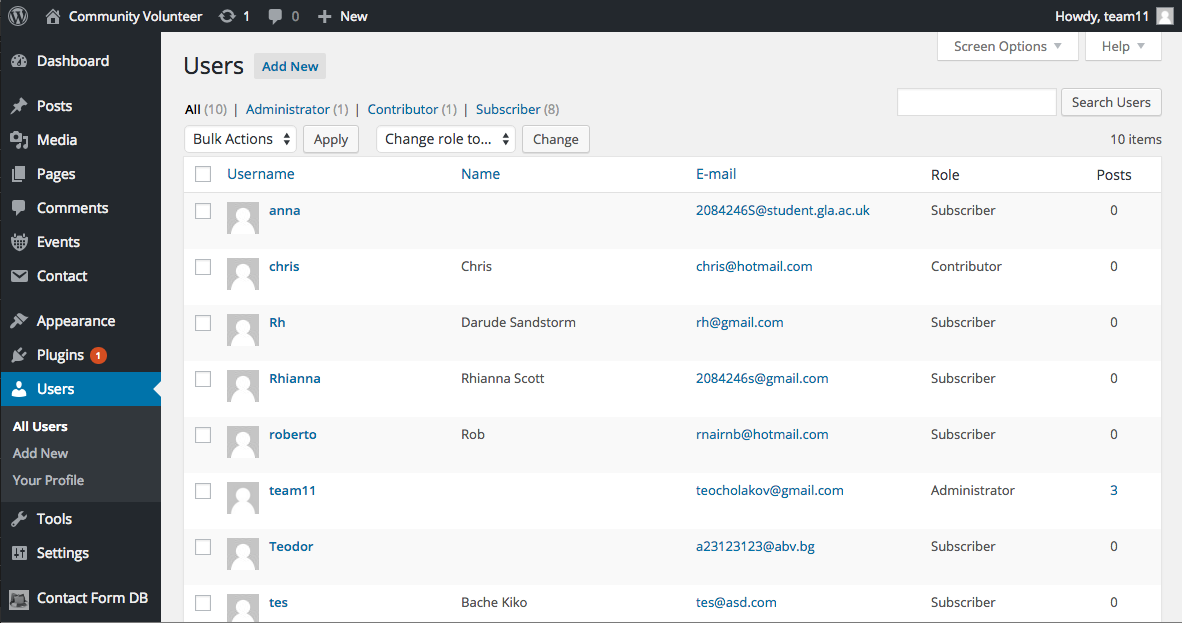 Community Volunteer 1 0 New Howdy, team11
Screen Options Help
Dashboard
Posts
Media
Pages
Comments
Events
Contact
Appearance
Plugins 1
Users
All Users
Add New
Your Profile
Tools
Settings
Contact Form DB
Users Add New
All (10) | Administrator (1) | Contributor (1) | Subscriber (8)
Search Users
Bulk Actions Apply Change role to... Change 10 items
Username Name E-mail Role Posts
anna 2084246S@student.gla.ac.uk Subscriber 0
chris Chris chris@hotmail.com Contributor 0
Rh Darude Sandstorm rh@gmail.com Subscriber 0
Rhianna Rhianna Scott 2084246s@gmail.com Subscriber 0
roberto Rob rnairnb@hotmail.com Subscriber 0
team11 teocholakov@gmail.com Administrator 3
Teodor a23123123@abv.bg Subscriber 0
tes Bache Kiko tes@asd.com Subscriber 0